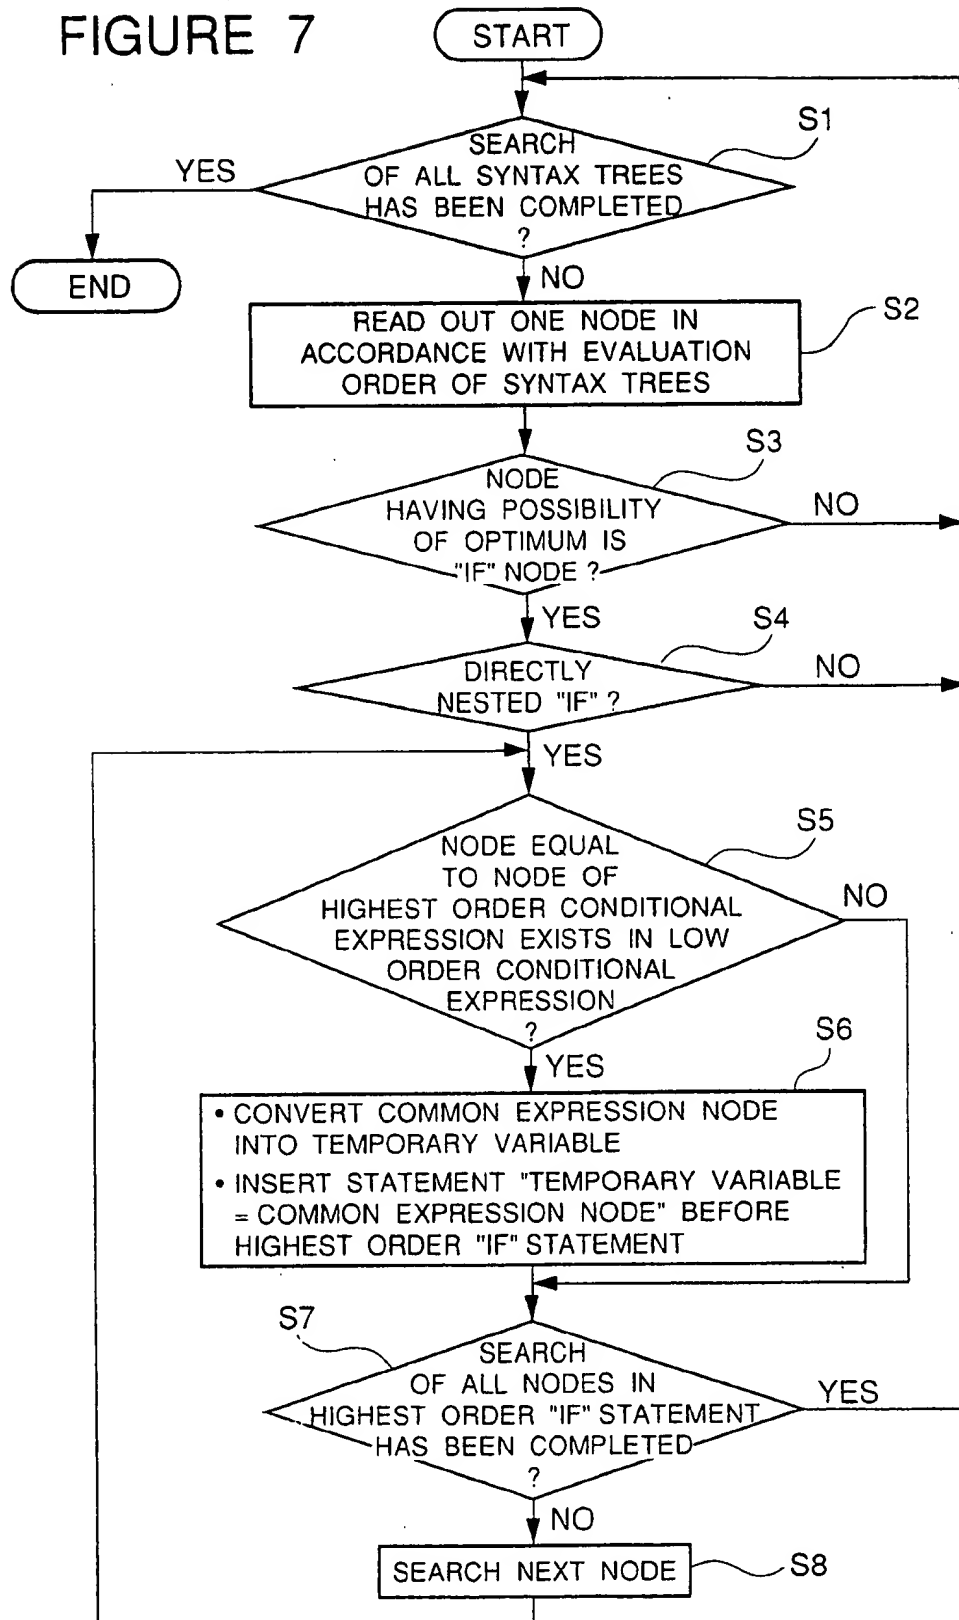 FIGURE 7
START
S1
SEARCH
OF ALL SYNTAX TREES
HAS BEEN COMPLETED
?
YES
END
NO
S2
READ OUT ONE NODE IN
ACCORDANCE WITH EVALUATION
ORDER OF SYNTAX TREES
S3
NODE
HAVING POSSIBILITY
OF OPTIMUM IS
"IF" NODE ?
NO
YES
S4
DIRECTLY
NESTED "IF" ?
NO
YES
S5
NODE EQUAL
TO NODE OF
HIGHEST ORDER CONDITIONAL
EXPRESSION EXISTS IN LOW
ORDER CONDITIONAL
EXPRESSION
?
NO
YES
S6
• CONVERT COMMON EXPRESSION NODE
INTO TEMPORARY VARIABLE
• INSERT STATEMENT "TEMPORARY VARIABLE
= COMMON EXPRESSION NODE" BEFORE
HIGHEST ORDER "IF" STATEMENT
S7
SEARCH
OF ALL NODES IN
HIGHEST ORDER "IF" STATEMENT
HAS BEEN COMPLETED
?
YES
NO
SEARCH NEXT NODE
S8